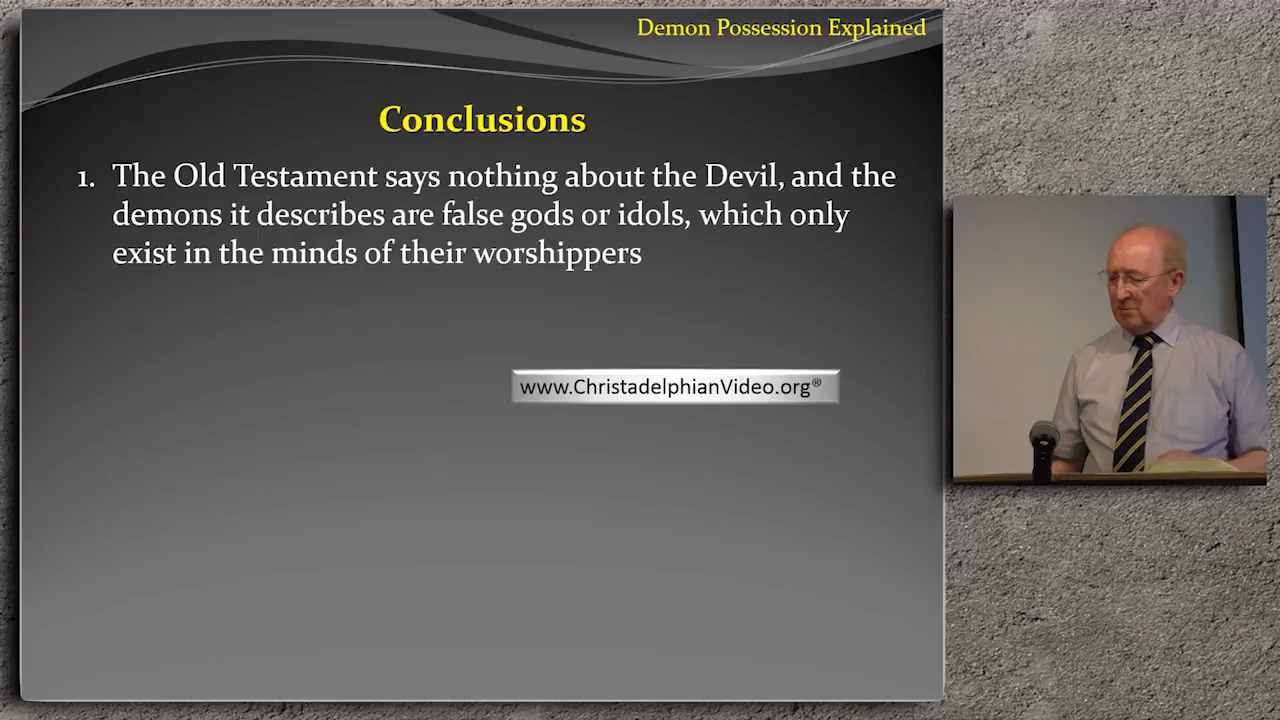 Demon Possession Explained
Conclusions
1. The Old Testament says nothing about the Devil, and the
demons it describes are false gods or idols, which only
exist in the minds of their worshippers
www.ChristadelphianVideo.org®